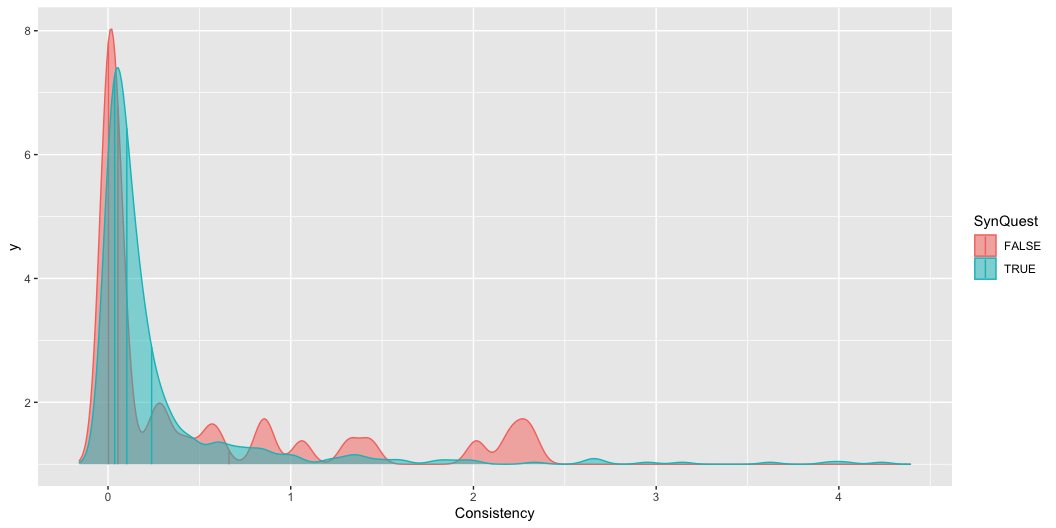 8
6
4
2
y
0 1 2 3 4
Consistency
SynQuest
FALSE
TRUE